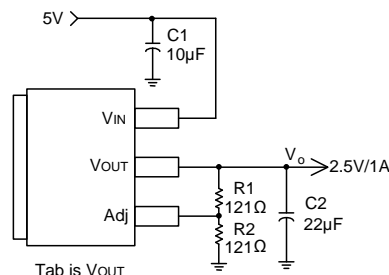 5V
C1
10µF
VIN
VOUT
Vo
2.5V/1A
R1
121Ω
C2
22µF
Adj
R2
121Ω
Tab is VOUT